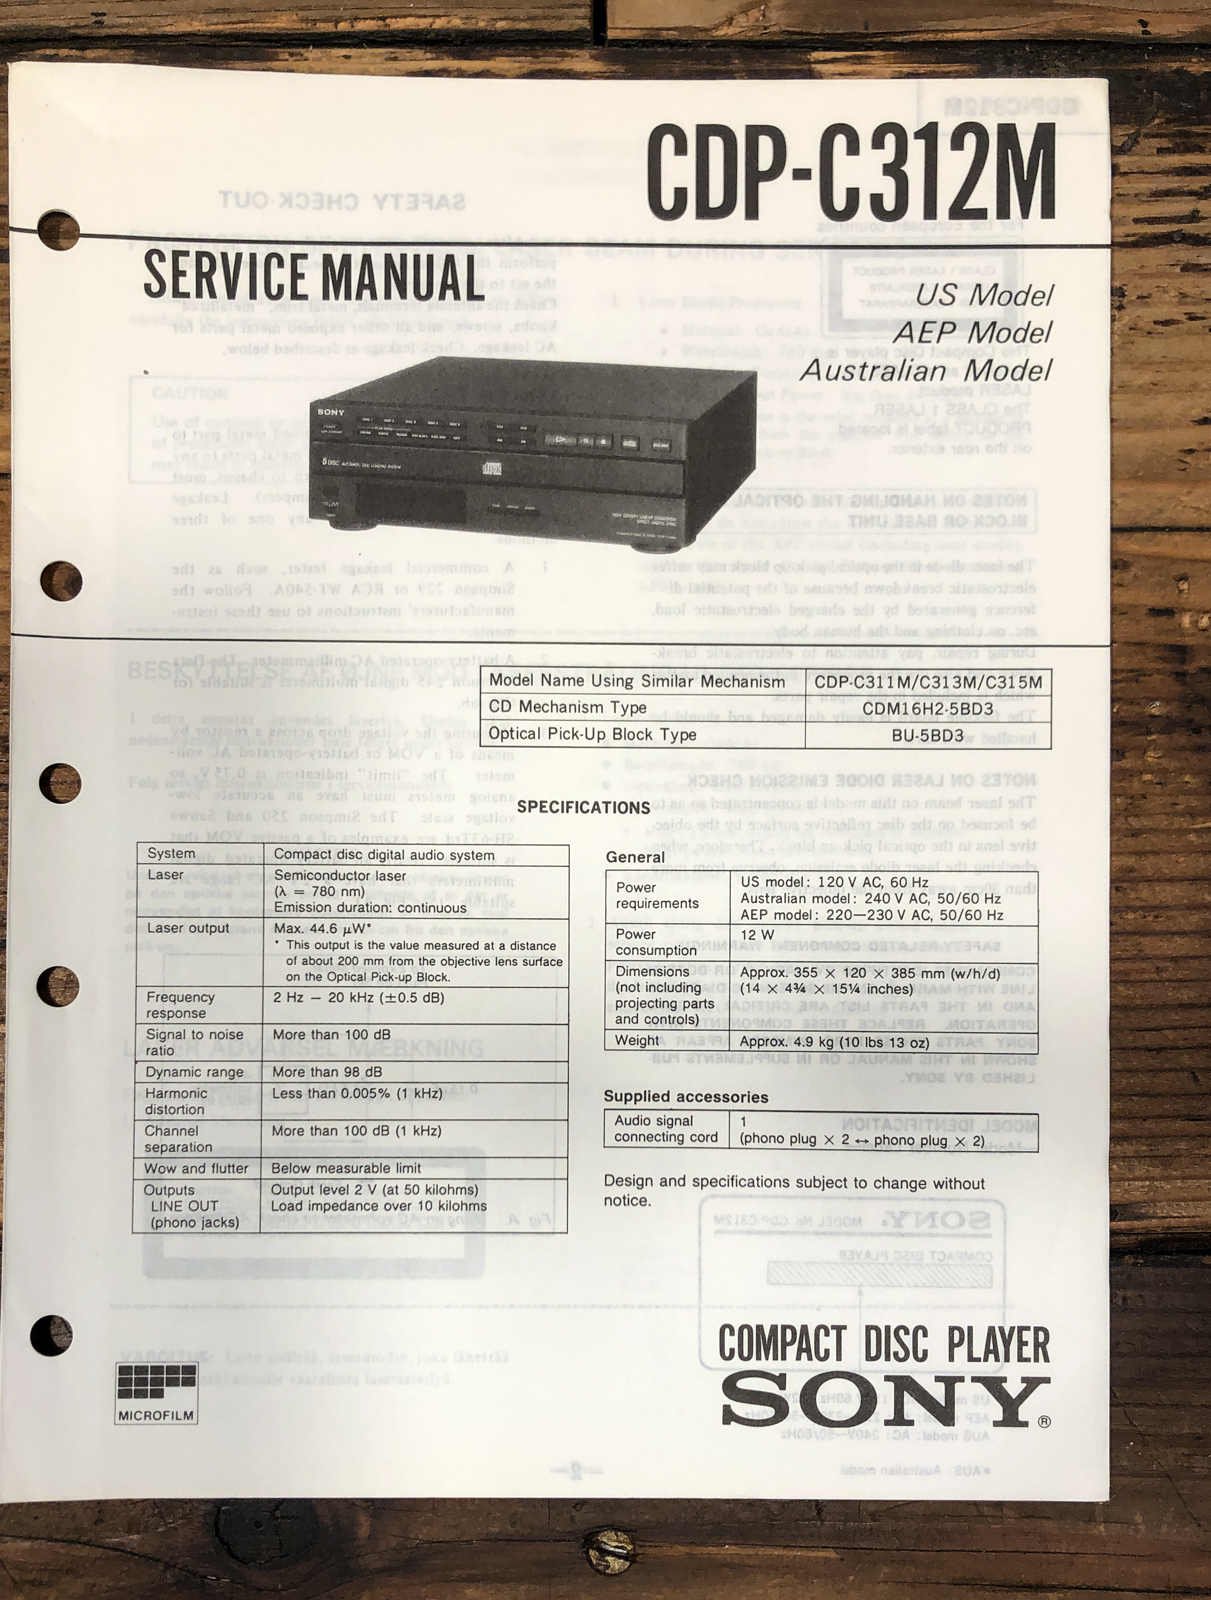 CDP-C312M
SERVICE MANUAL
US Model
AEP Model
Australian Model
SONY
Model Name Using Similar Mechanism CDP-C311M/C313M/C315M
CD Mechanism Type CDM16H2-5BD3
Optical Pick-Up Block Type BU-5BD3
SPECIFICATIONS
System Compact disc digital audio system
Laser Semiconductor laser
(λ = 780 nm)
Emission duration: continuous
Laser output Max. 44.6 μW*
* This output is the value measured at a distance
of about 200 mm from the objective lens surface
on the Optical Pick-up Block.
Frequency 2 Hz – 20 kHz (±0.5 dB)
response
Signal to noise More than 100 dB
ratio
Dynamic range More than 98 dB
Harmonic Less than 0.005% (1 kHz)
distortion
Channel More than 100 dB (1 kHz)
separation
Wow and flutter Below measurable limit
Outputs Output level 2 V (at 50 kilohms)
LINE OUT Load impedance over 10 kilohms
(phono jacks)
General
Power US model: 120 V AC, 60 Hz
requirements Australian model: 240 V AC, 50/60 Hz
AEP model: 220—230 V AC, 50/60 Hz
Power 12 W
consumption
Dimensions Approx. 355 × 120 × 385 mm (w/h/d)
(not including (14 × 4¾ × 15¼ inches)
projecting parts
and controls)
Weight Approx. 4.9 kg (10 lbs 13 oz)
Supplied accessories
Audio signal 1
connecting cord (phono plug × 2 ↔ phono plug × 2)
Design and specifications subject to change without
notice.
MICROFILM
COMPACT DISC PLAYER
SONY®